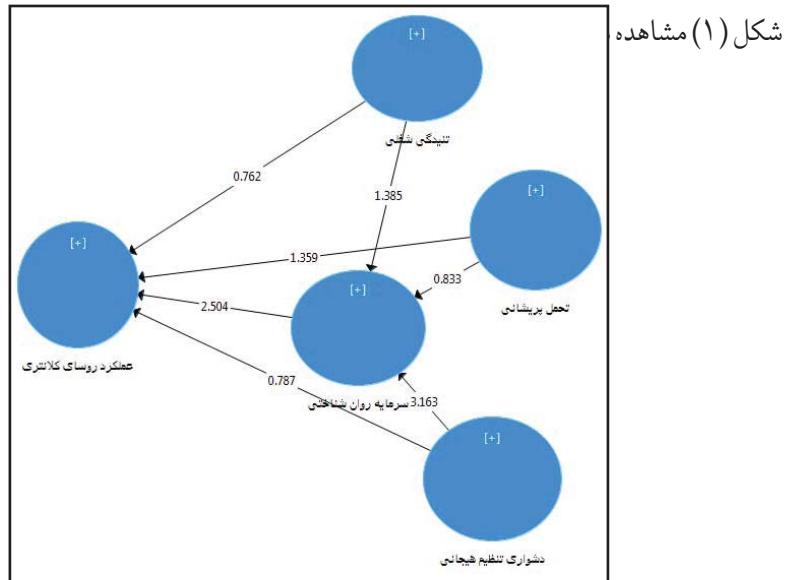 شکل (۱) مشاهده
[+]
تنیدگی شغلی
0.762
1.385
[+]
[+]
1.359
[+]
0.833
تحمل پریشانی
2.504
عملکرد روسای کلانتری
0.787
سرمایه روان شناختی
3.163
[+]
دشواری تنظیم هیجانی